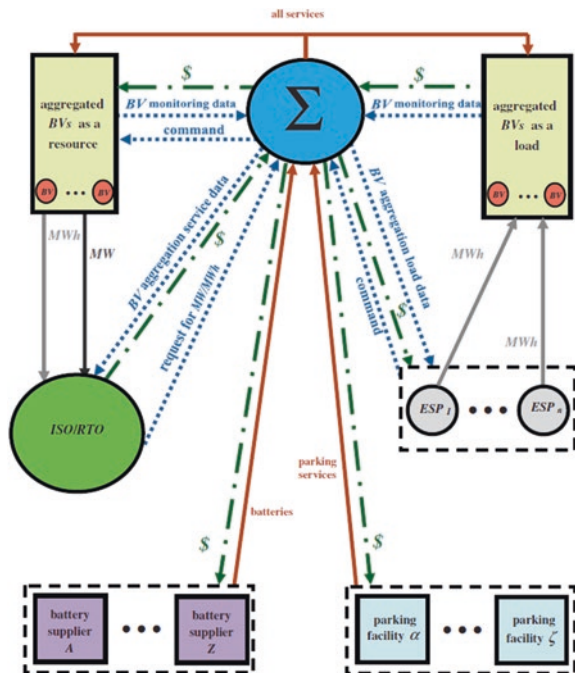 all services
$
$
aggregated
BVs as a
resource
BV ... BV
BV monitoring data
command
Σ
BV monitoring data
aggregated
BVs as a
load
BV ... BV
MWh
MW
BV aggregation service data
$
request for MW/MWh
BV aggregation load data
$
command
MWh
MWh
ISO/RTO
ESP 1 ... ESP n
parking
services
batteries
$
$
battery
supplier
A
...
battery
supplier
Z
parking
facility α
...
parking
facility ζ